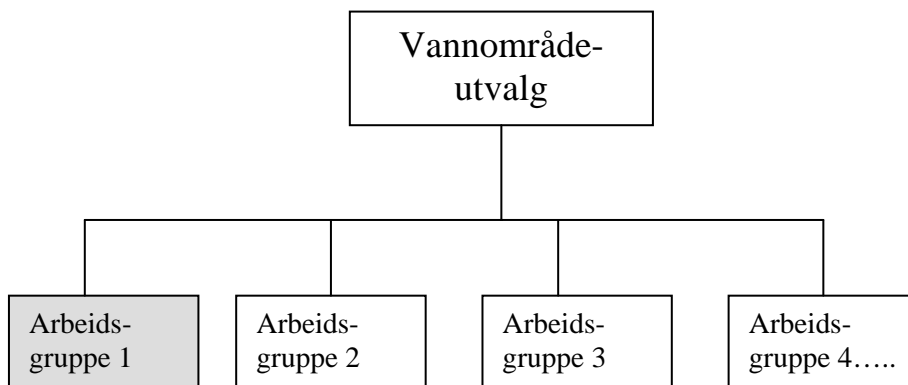 Vannområde-
utvalg
Arbeids-
gruppe 1
Arbeids-
gruppe 2
Arbeids-
gruppe 3
Arbeids-
gruppe 4…..